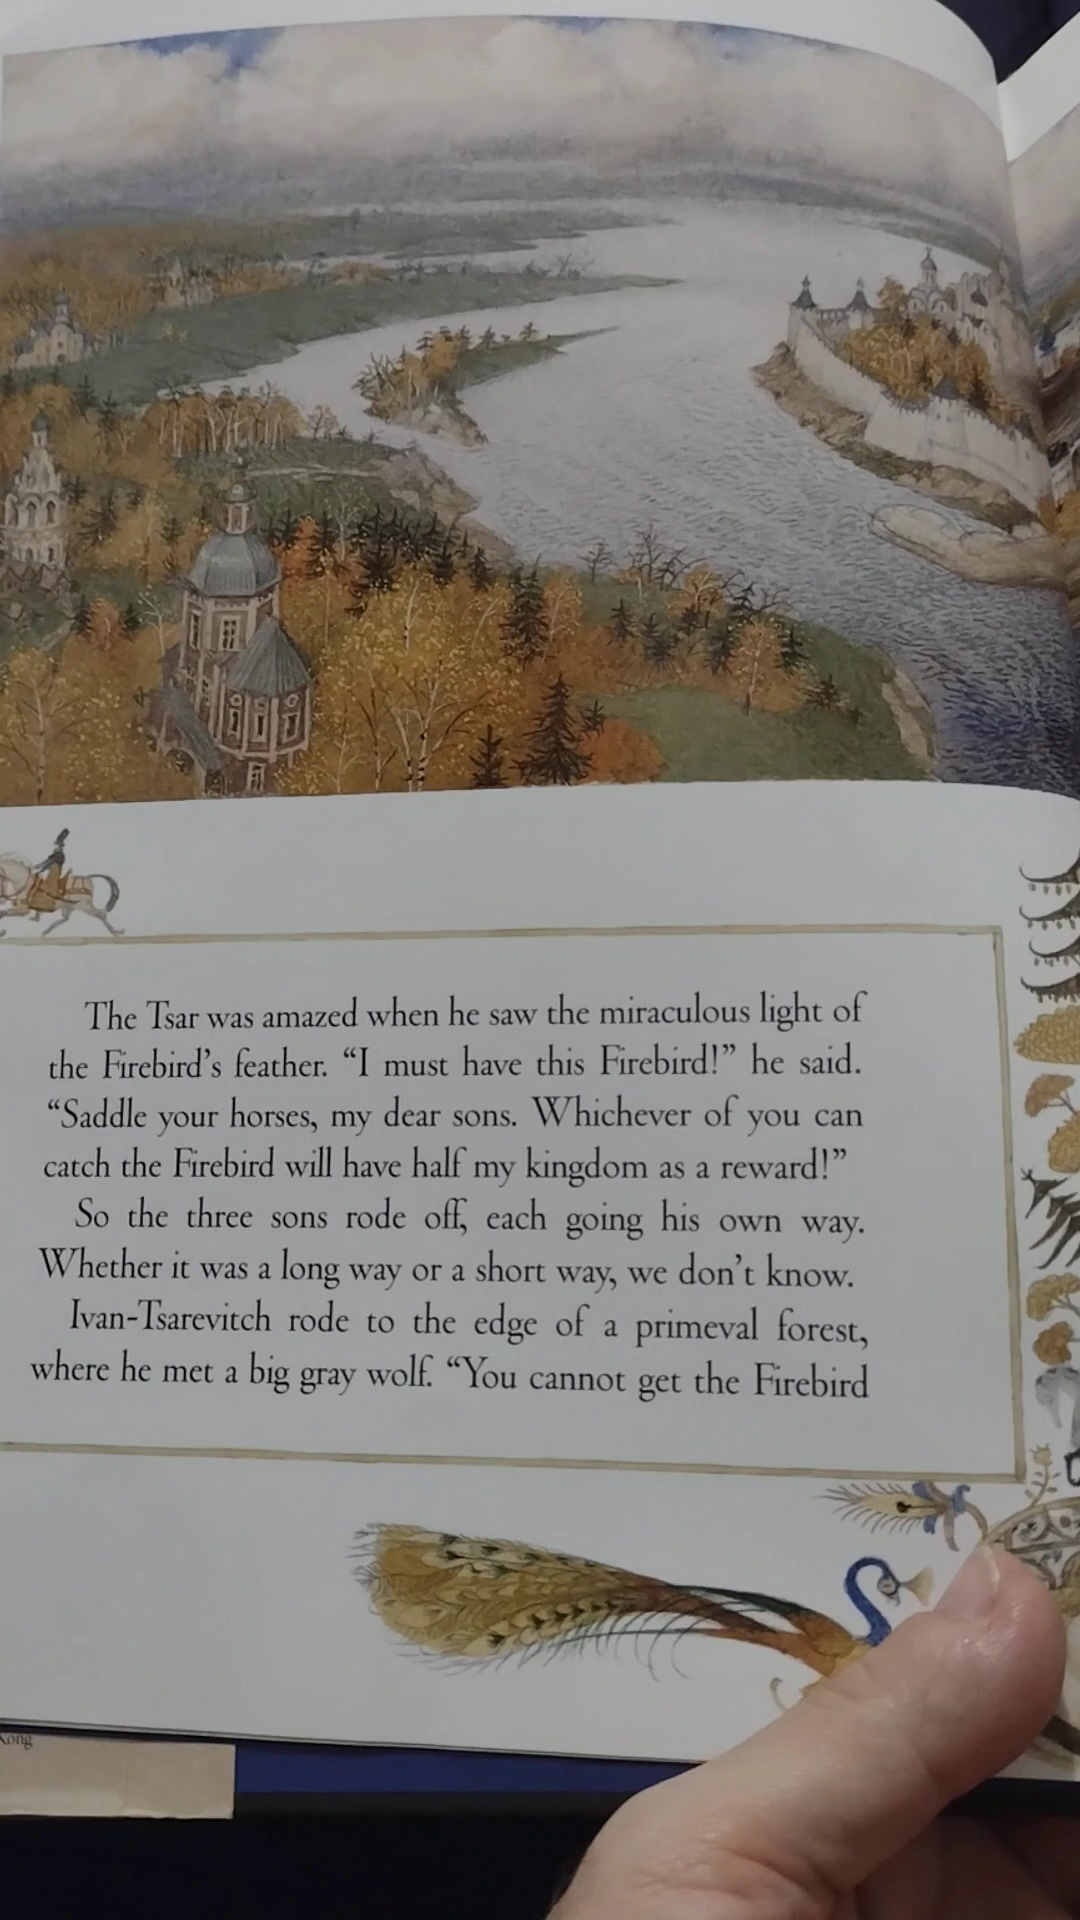 The Tsar was amazed when he saw the miraculous light of
the Firebird’s feather. “I must have this Firebird!” he said.
“Saddle your horses, my dear sons. Whichever of you can
catch the Firebird will have half my kingdom as a reward!”
So the three sons rode off, each going his own way.
Whether it was a long way or a short way, we don’t know.
Ivan-Tsarevitch rode to the edge of a primeval forest,
where he met a big gray wolf. “You cannot get the Firebird